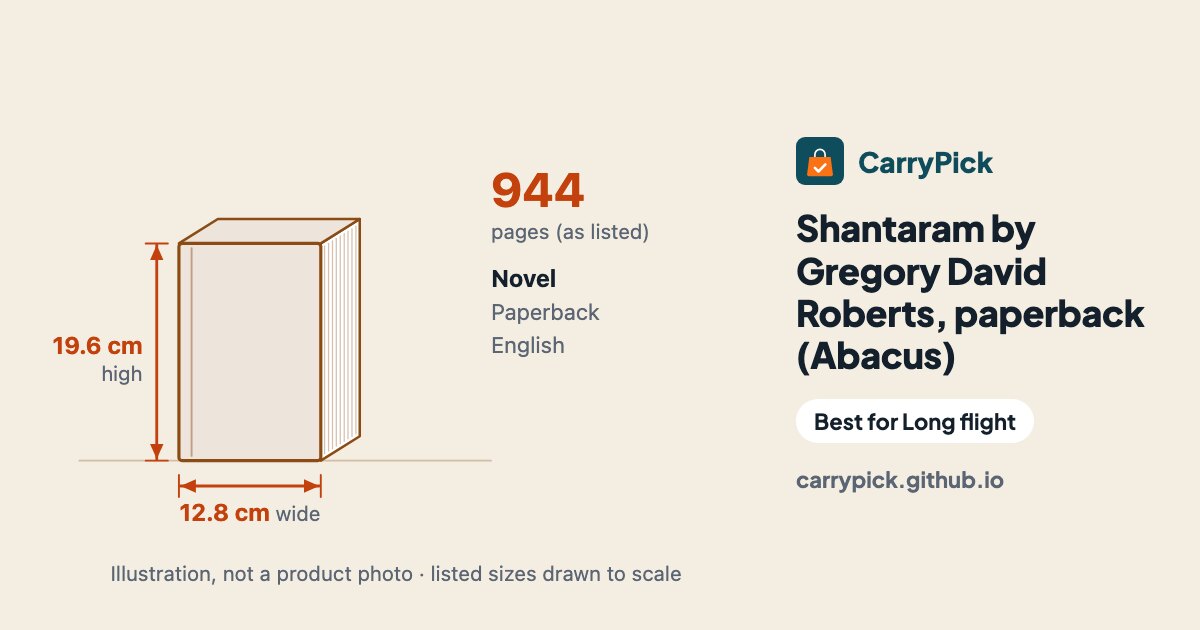 19.6 cm
high
12.8 cm wide
944
pages (as listed)
Novel
Paperback
English
Illustration, not a product photo · listed sizes drawn to scale
CarryPick
Shantaram by
Gregory David
Roberts, paperback
(Abacus)
Best for Long flight
carrypick.github.io